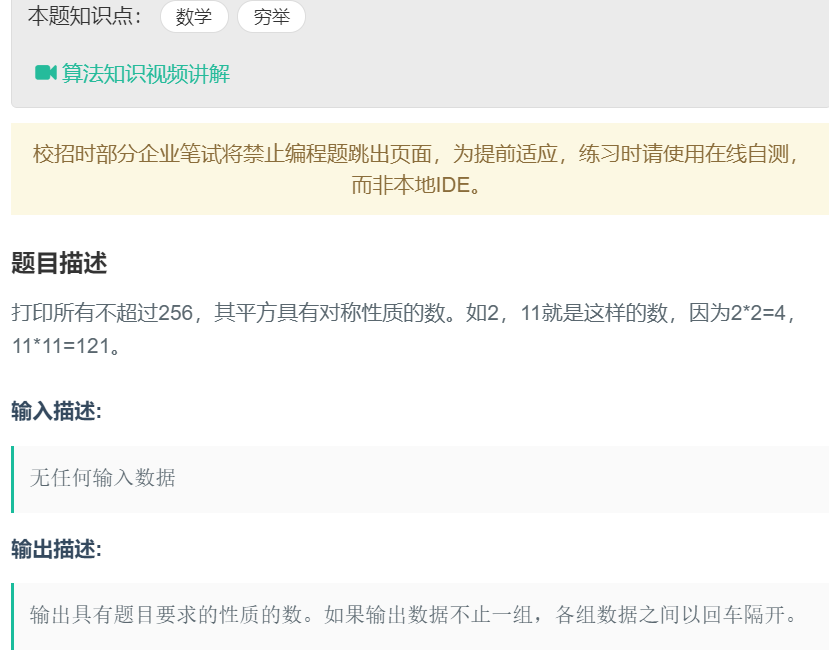 本题知识点： 数学 穷举
算法知识视频讲解
校招时部分企业笔试将禁止编程题跳出页面，为提前适应，练习时请使用在线自测，
而非本地IDE。
题目描述
打印所有不超过256，其平方具有对称性质的数。如2，11就是这样的数，因为2*2=4，
11*11=121。
输入描述:
无任何输入数据
输出描述:
输出具有题目要求的性质的数。如果输出数据不止一组，各组数据之间以回车隔开。